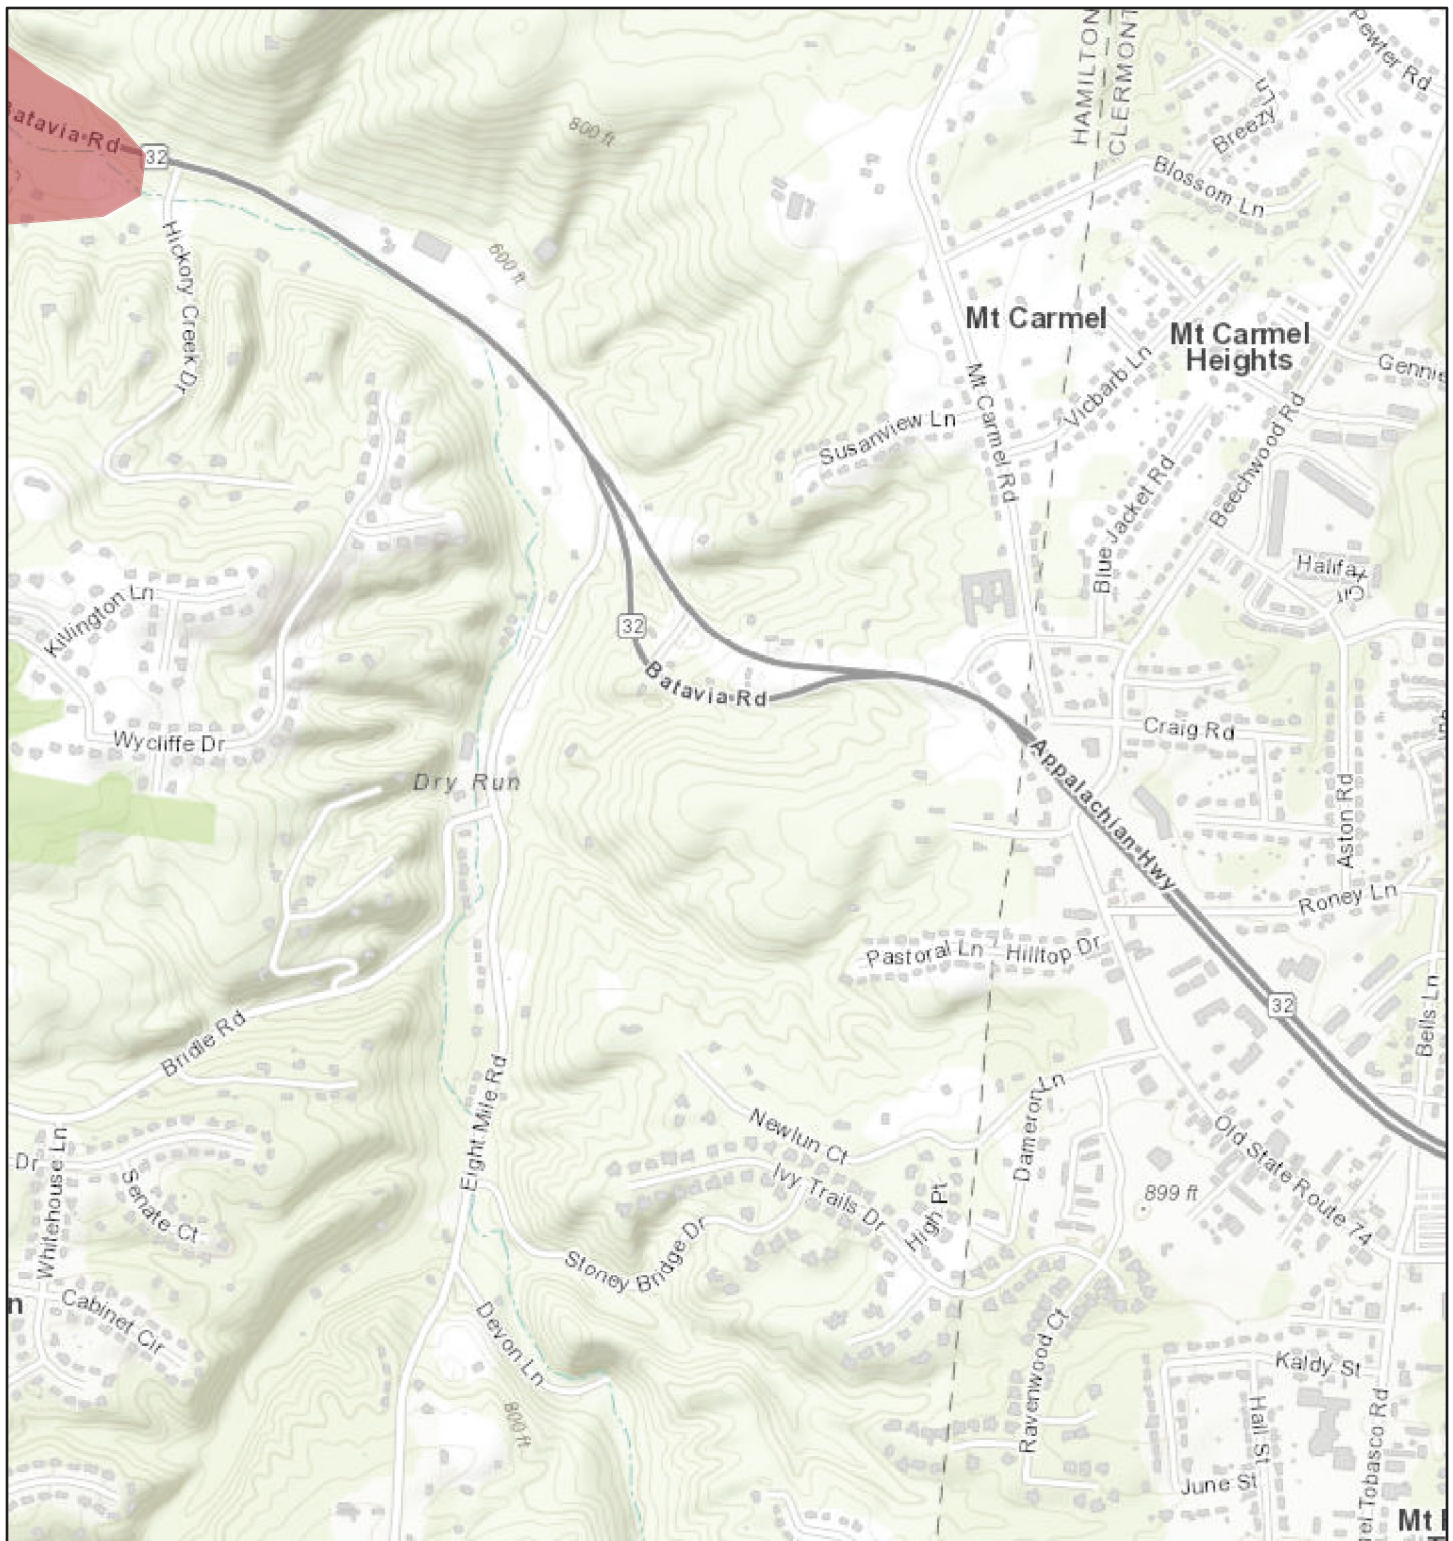 HAMILTON
CLERMONT
Pewter Rd
Breezy Ln
Blossom Ln
800 ft
atavia Rd
32
Hickory Creek Dr
600 ft
Mt Carmel
Mt Carmel
Heights
Gennie
Vicbarb Ln
Mt Carmel Rd
Susanview Ln
Beechwood Rd
Blue Jacket Rd
Halifax Cir
Killington Ln
32
Batavia Rd
Wycliffe Dr
Craig Rd
Dry Run
Appalachian Hwy
Aston Rd
Roney Ln
Pastoral Ln
Hilltop Dr
32
Bells Ln
Bridle Rd
Eight Mile Rd
Dameron Ln
Newlun Ct
Old State Route 74
Dr
Whitehouse Ln
Senate Ct
Ivy Trails Dr
High Pt
899 ft
Stoney Bridge Dr
n
Cabinet Cir
Devon Ln
Ravenwood Ct
Kaldy St
800 ft
Hall St
June St
rel Tobasco Rd
Mt